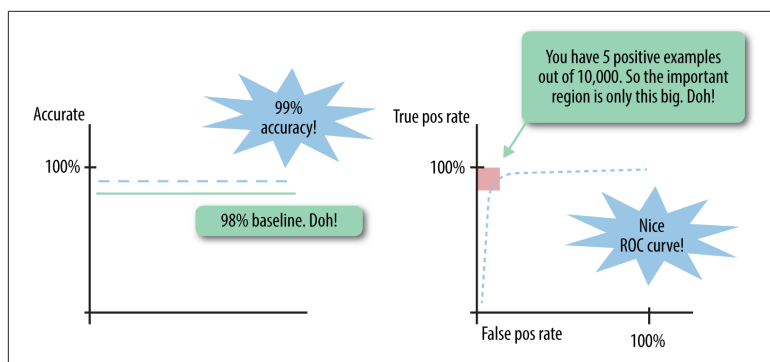 Accurate
100%
99%
accuracy!
98% baseline. Doh!
True pos rate
100%
You have 5 positive examples
out of 10,000. So the important
region is only this big. Doh!
Nice
ROC curve!
False pos rate
100%